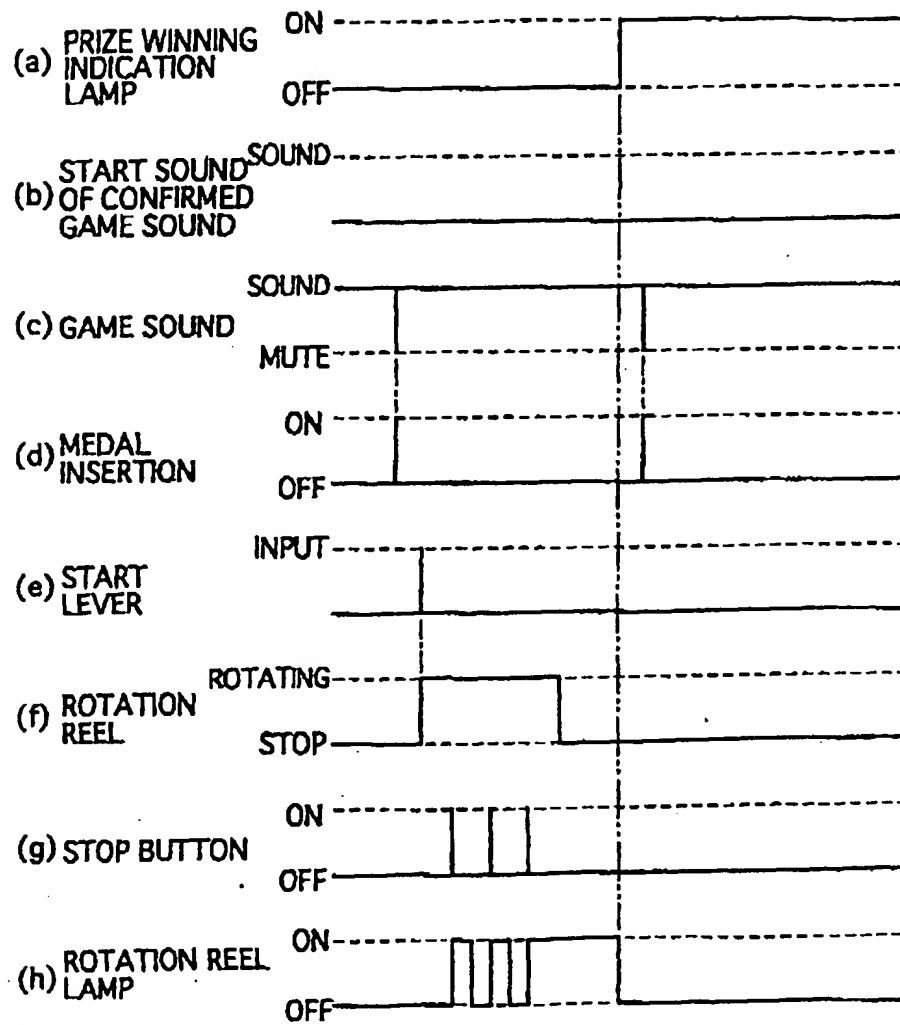 (a) PRIZE WINNING
INDICATION
LAMP
ON
OFF
(b) START SOUND
OF CONFIRMED
GAME SOUND
SOUND
(c) GAME SOUND
SOUND
MUTE
(d) MEDAL
INSERTION
ON
OFF
(e) START
LEVER
INPUT
(f) ROTATION
REEL
ROTATING
STOP
(g) STOP BUTTON
ON
OFF
(h) ROTATION REEL
LAMP
ON
OFF